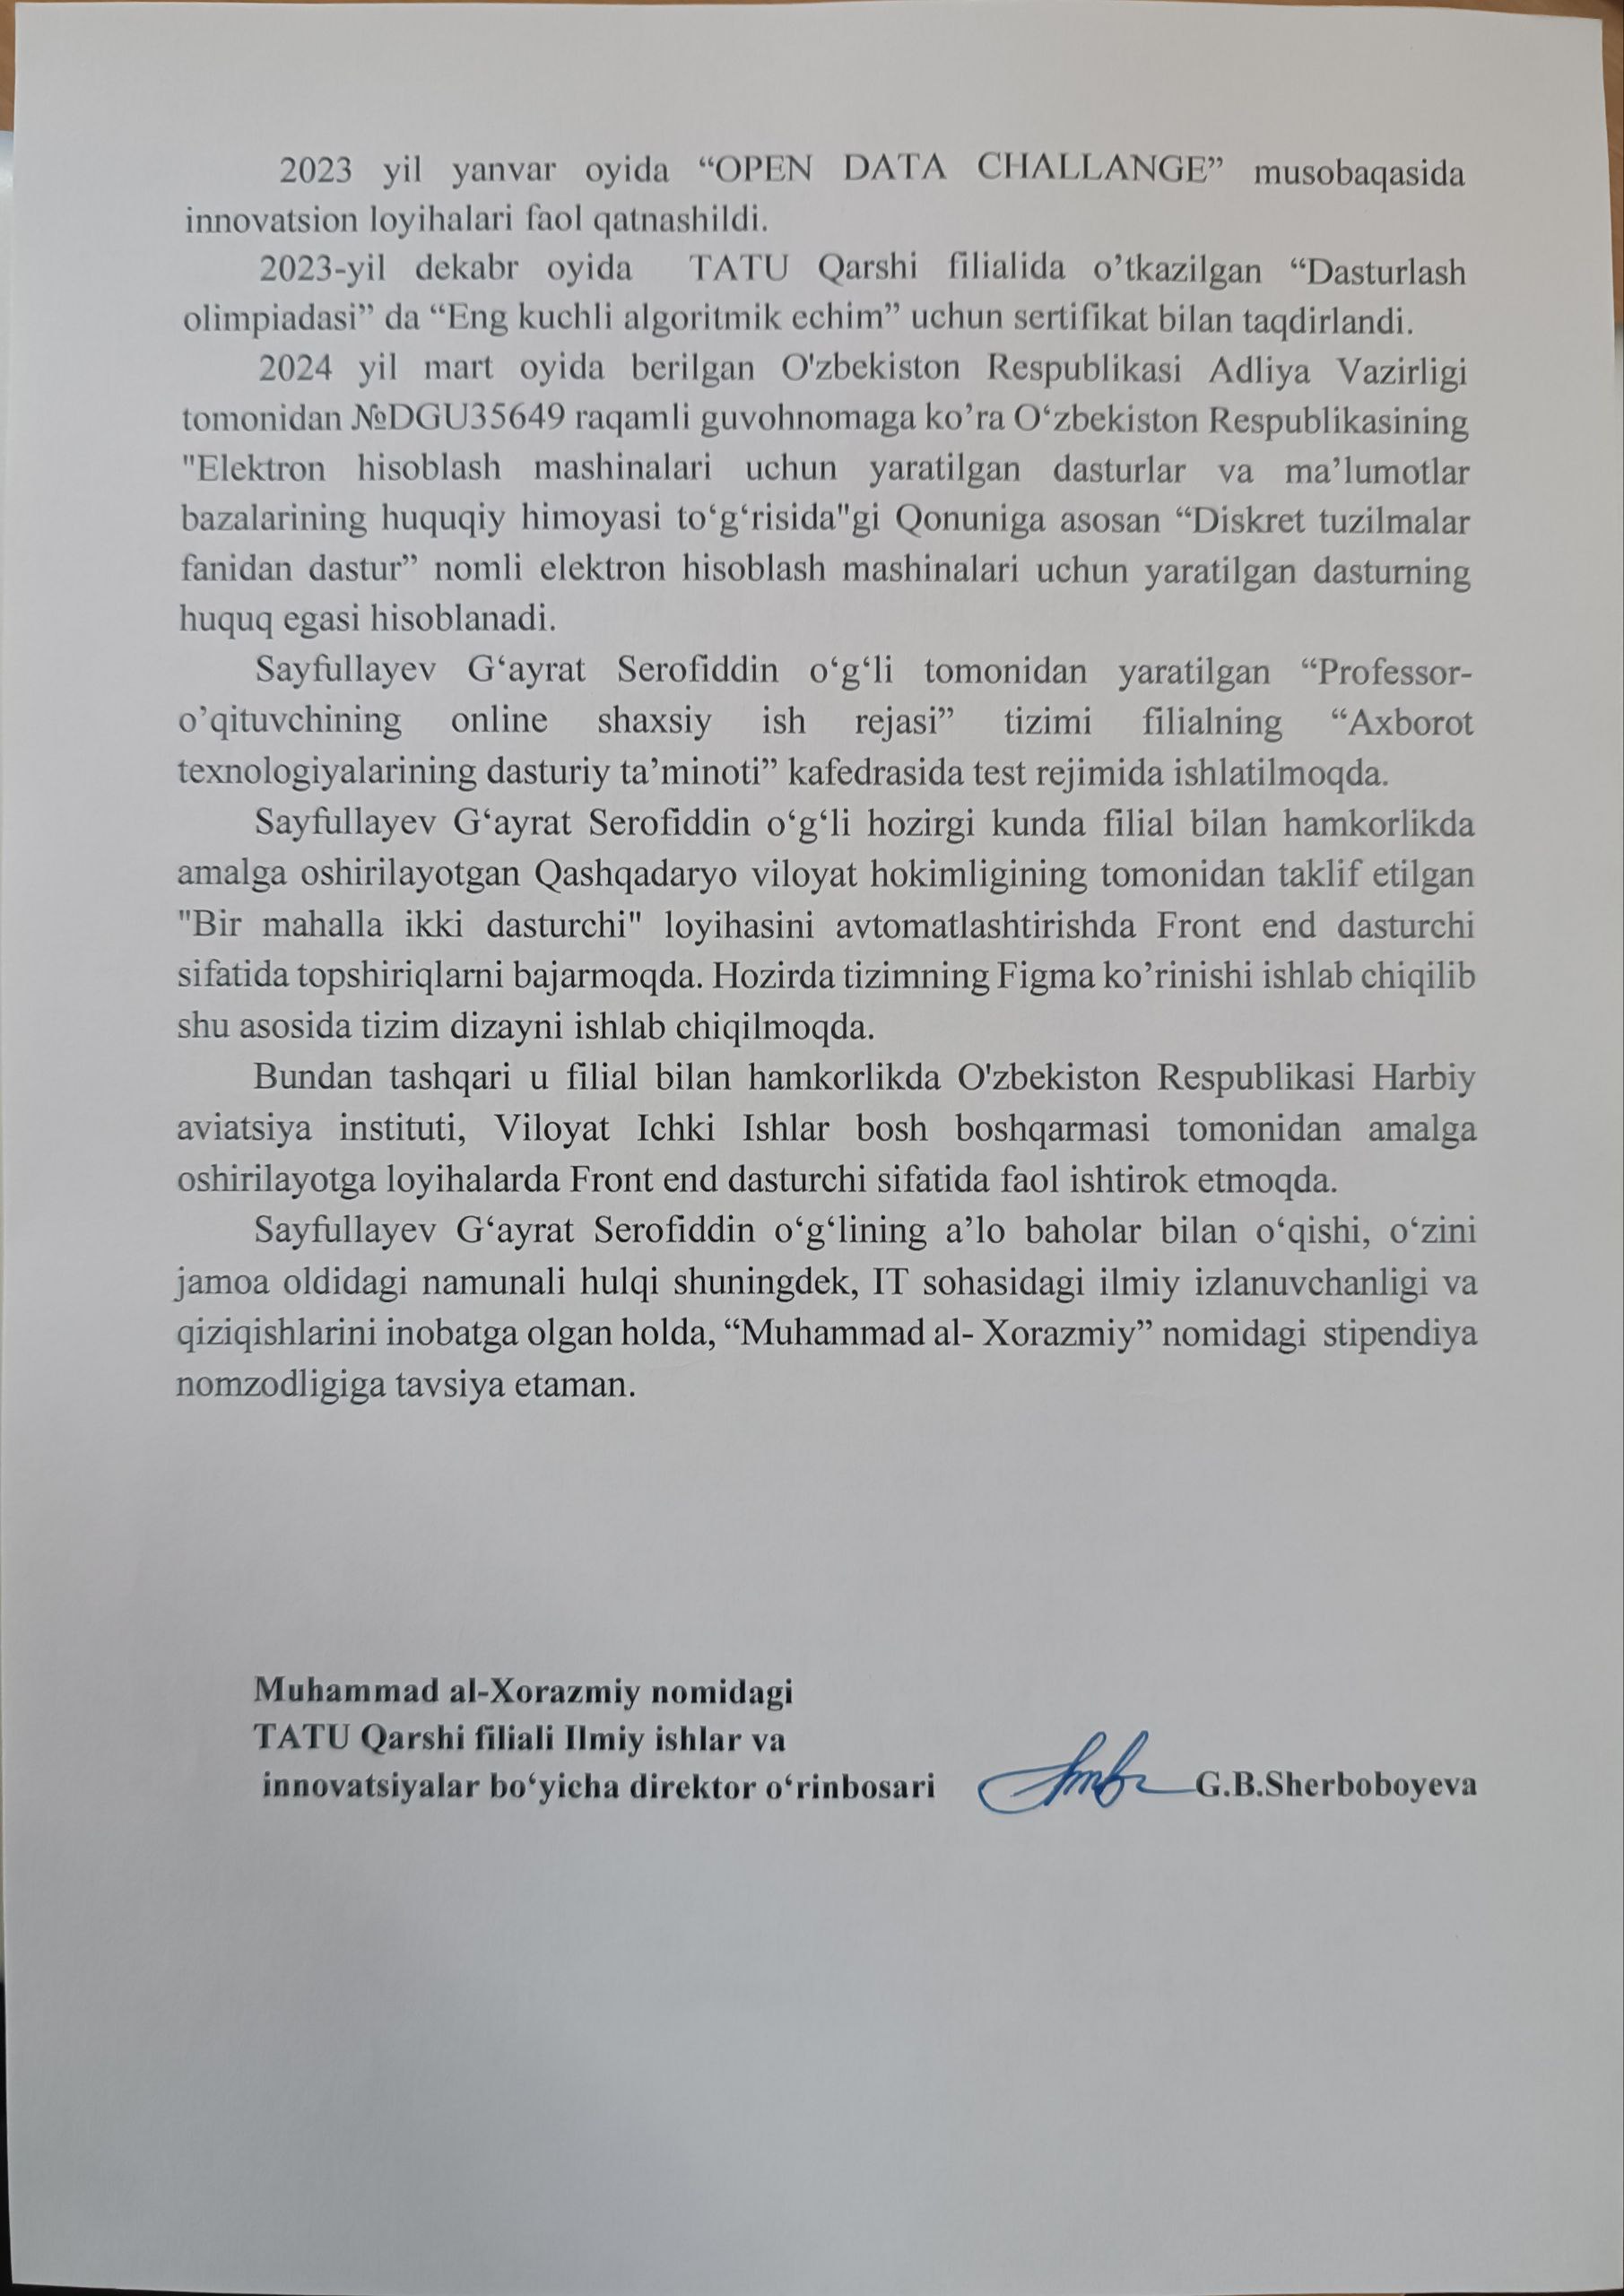 2023 yil yanvar oyida “OPEN DATA CHALLANGE” musobaqasida
innovatsion loyihalari faol qatnashildi.
2023-yil dekabr oyida TATU Qarshi filialida o’tkazilgan “Dasturlash
olimpiadasi” da “Eng kuchli algoritmik echim” uchun sertifikat bilan taqdirlandi.
2024 yil mart oyida berilgan O'zbekiston Respublikasi Adliya Vazirligi
tomonidan №DGU35649 raqamli guvohnomaga ko’ra O‘zbekiston Respublikasining
"Elektron hisoblash mashinalari uchun yaratilgan dasturlar va ma’lumotlar
bazalarining huquqiy himoyasi to‘g‘risida"gi Qonuniga asosan “Diskret tuzilmalar
fanidan dastur” nomli elektron hisoblash mashinalari uchun yaratilgan dasturning
huquq egasi hisoblanadi.
Sayfullayev G‘ayrat Serofiddin o‘g‘li tomonidan yaratilgan “Professor-
o’qituvchining online shaxsiy ish rejasi” tizimi filialning “Axborot
texnologiyalarining dasturiy ta’minoti” kafedrasida test rejimida ishlatilmoqda.
Sayfullayev G‘ayrat Serofiddin o‘g‘li hozirgi kunda filial bilan hamkorlikda
amalga oshirilayotgan Qashqadaryo viloyat hokimligining tomonidan taklif etilgan
"Bir mahalla ikki dasturchi" loyihasini avtomatlashtirishda Front end dasturchi
sifatida topshiriqlarni bajarmoqda. Hozirda tizimning Figma ko’rinishi ishlab chiqilib
shu asosida tizim dizayni ishlab chiqilmoqda.
Bundan tashqari u filial bilan hamkorlikda O'zbekiston Respublikasi Harbiy
aviatsiya instituti, Viloyat Ichki Ishlar bosh boshqarmasi tomonidan amalga
oshirilayotga loyihalarda Front end dasturchi sifatida faol ishtirok etmoqda.
Sayfullayev G‘ayrat Serofiddin o‘g‘lining a’lo baholar bilan o‘qishi, o‘zini
jamoa oldidagi namunali hulqi shuningdek, IT sohasidagi ilmiy izlanuvchanligi va
qiziqishlarini inobatga olgan holda, “Muhammad al- Xorazmiy” nomidagi stipendiya
nomzodligiga tavsiya etaman.
Muhammad al-Xorazmiy nomidagi
TATU Qarshi filiali Ilmiy ishlar va
innovatsiyalar bo‘yicha direktor o‘rinbosari G.B.Sherboboyeva